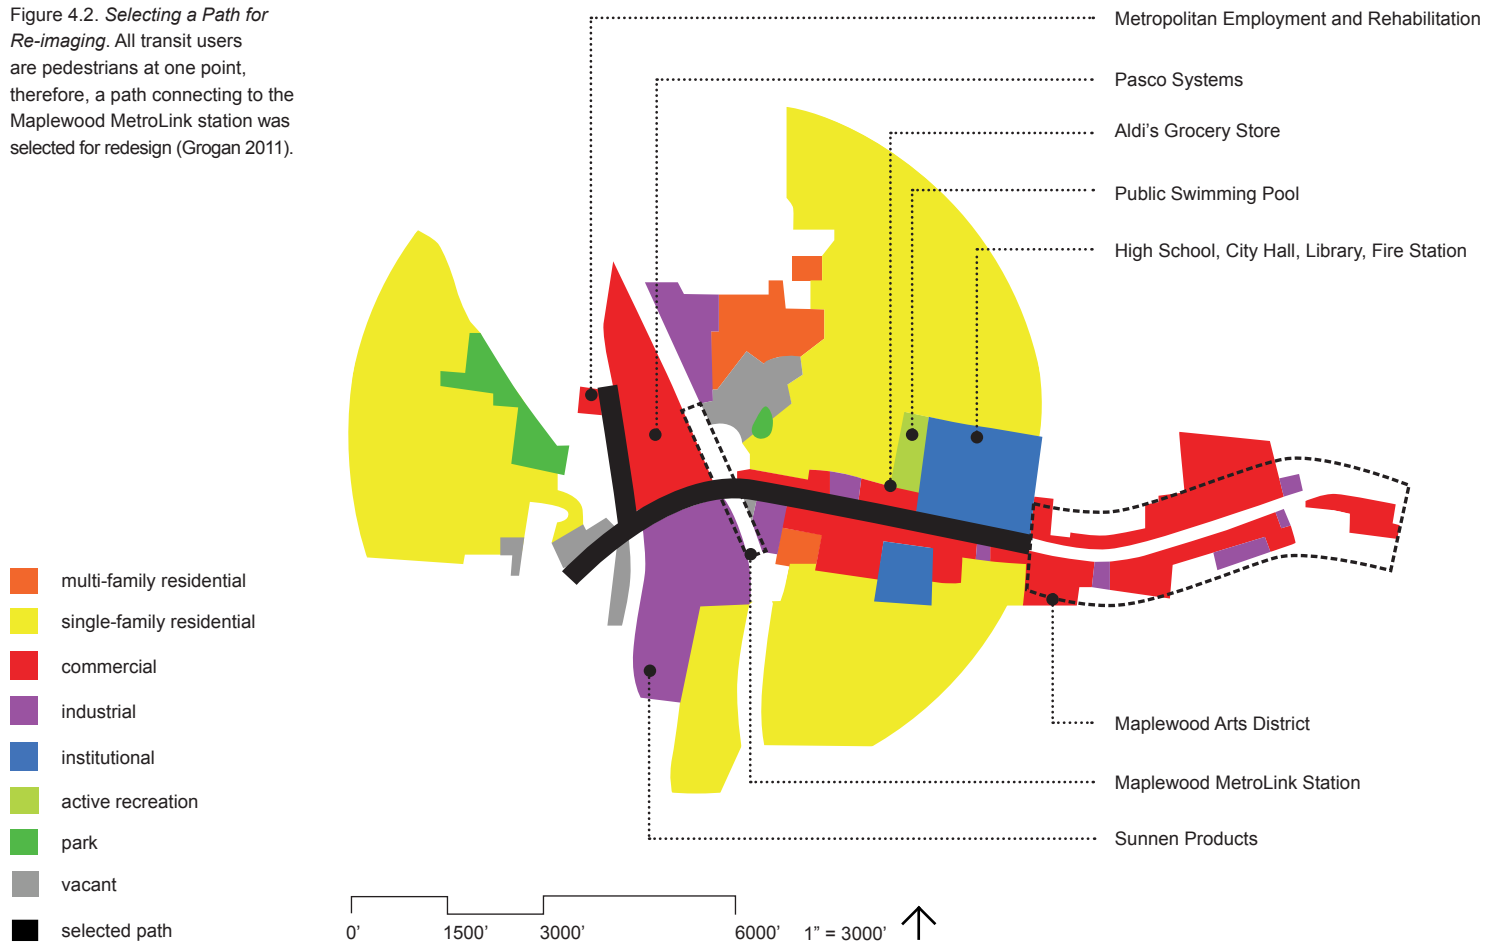 Figure 4.2. Selecting a Path for
Re-imaging. All transit users
are pedestrians at one point,
therefore, a path connecting to the
Maplewood MetroLink station was
selected for redesign (Grogan 2011).
Metropolitan Employment and Rehabilitation
Pasco Systems
Aldi's Grocery Store
Public Swimming Pool
High School, City Hall, Library, Fire Station
Maplewood Arts District
Maplewood MetroLink Station
Sunnen Products
multi-family residential
single-family residential
commercial
industrial
institutional
active recreation
park
vacant
selected path
0' 1500' 3000' 6000' 1” = 3000'